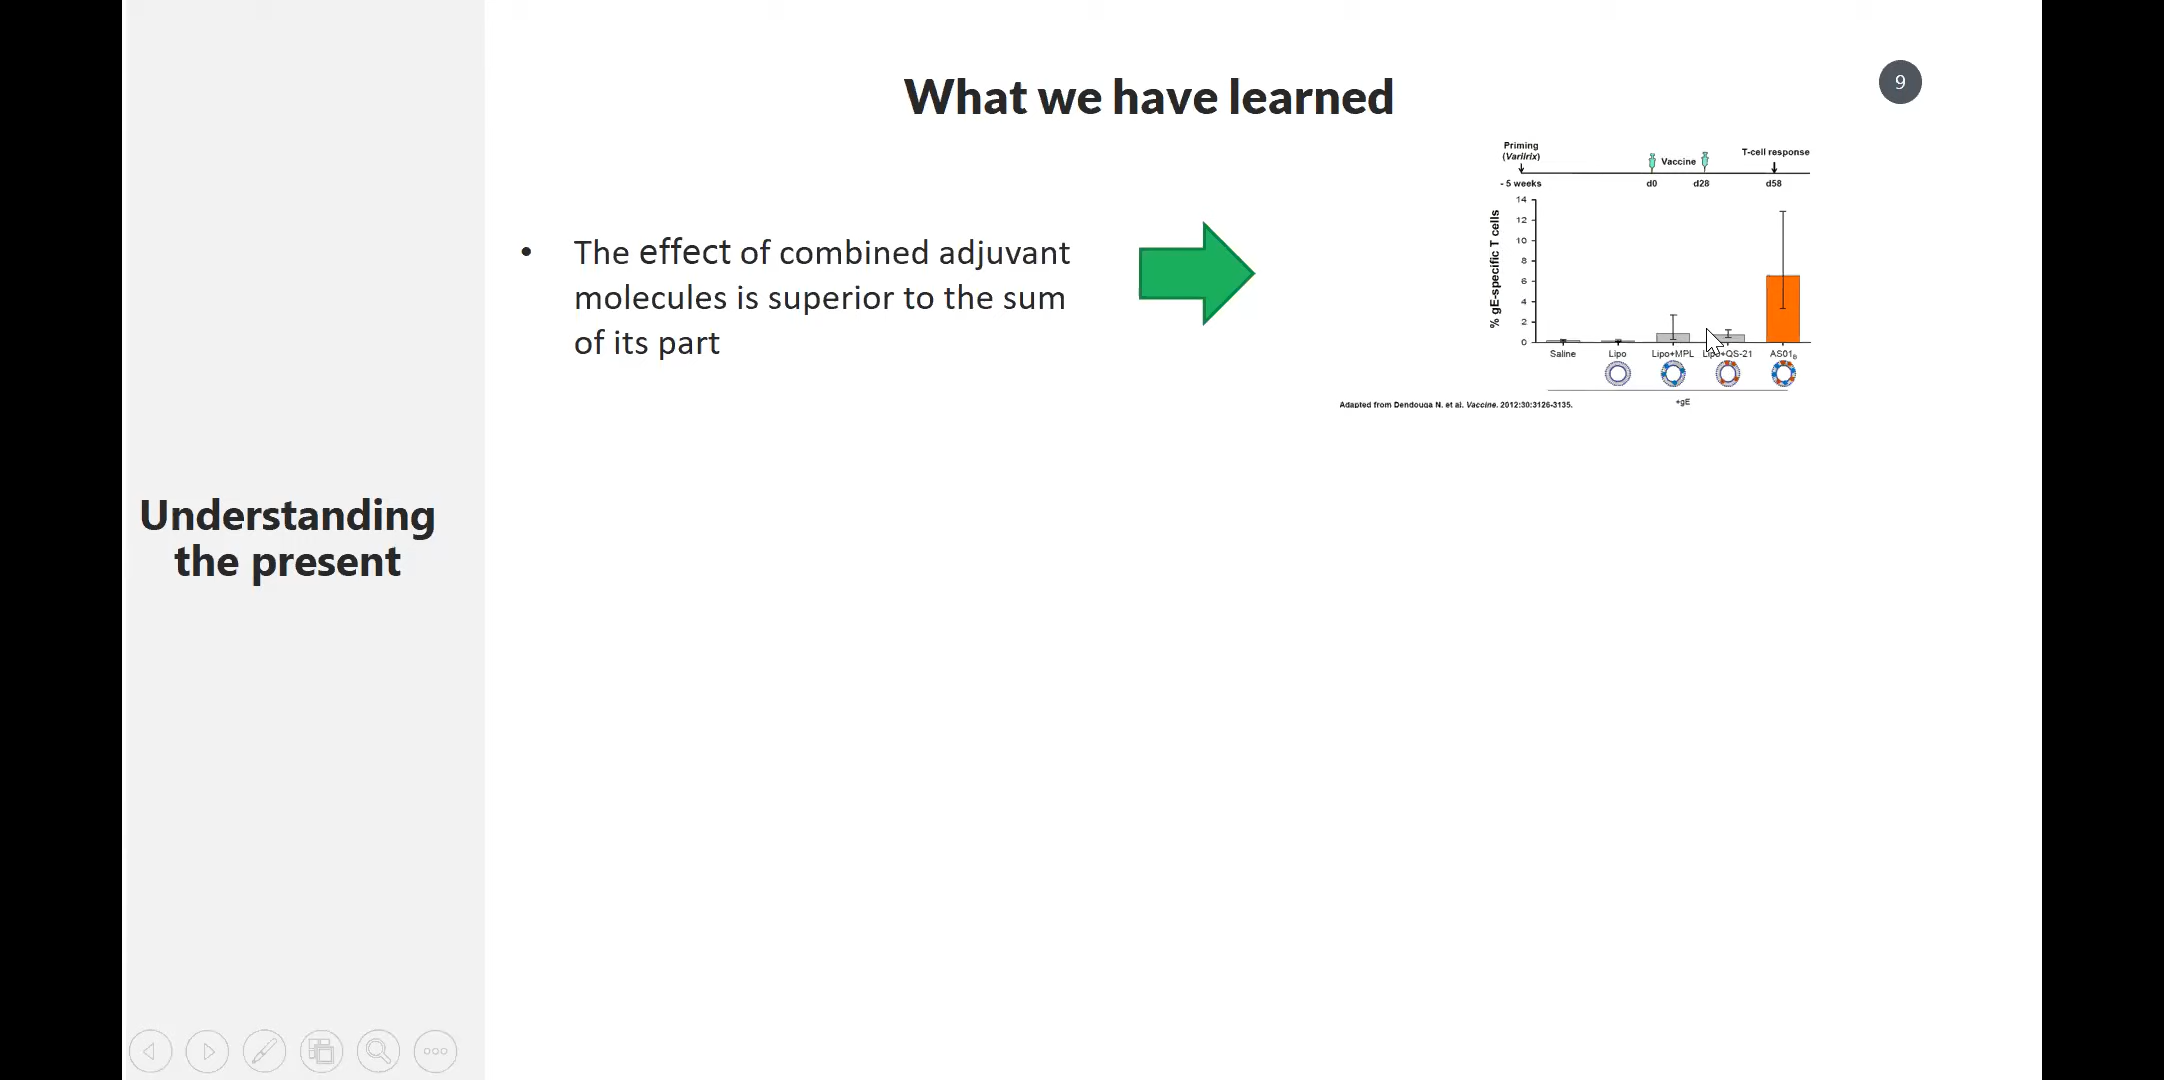 What we have learned
9
Understanding
the present
• The effect of combined adjuvant
molecules is superior to the sum
of its part
Priming
(Varilrix)
Vaccine
T-cell response
- 5 weeks
d0
d28
d58
% gE-specific T cells
14
12
10
8
6
4
2
0
Saline
Lipo
Lipo+MPL
Lipo+QS-21
AS01B
+gE
Adapted from Dendouga N. et al. Vaccine. 2012:30:3126-3135.